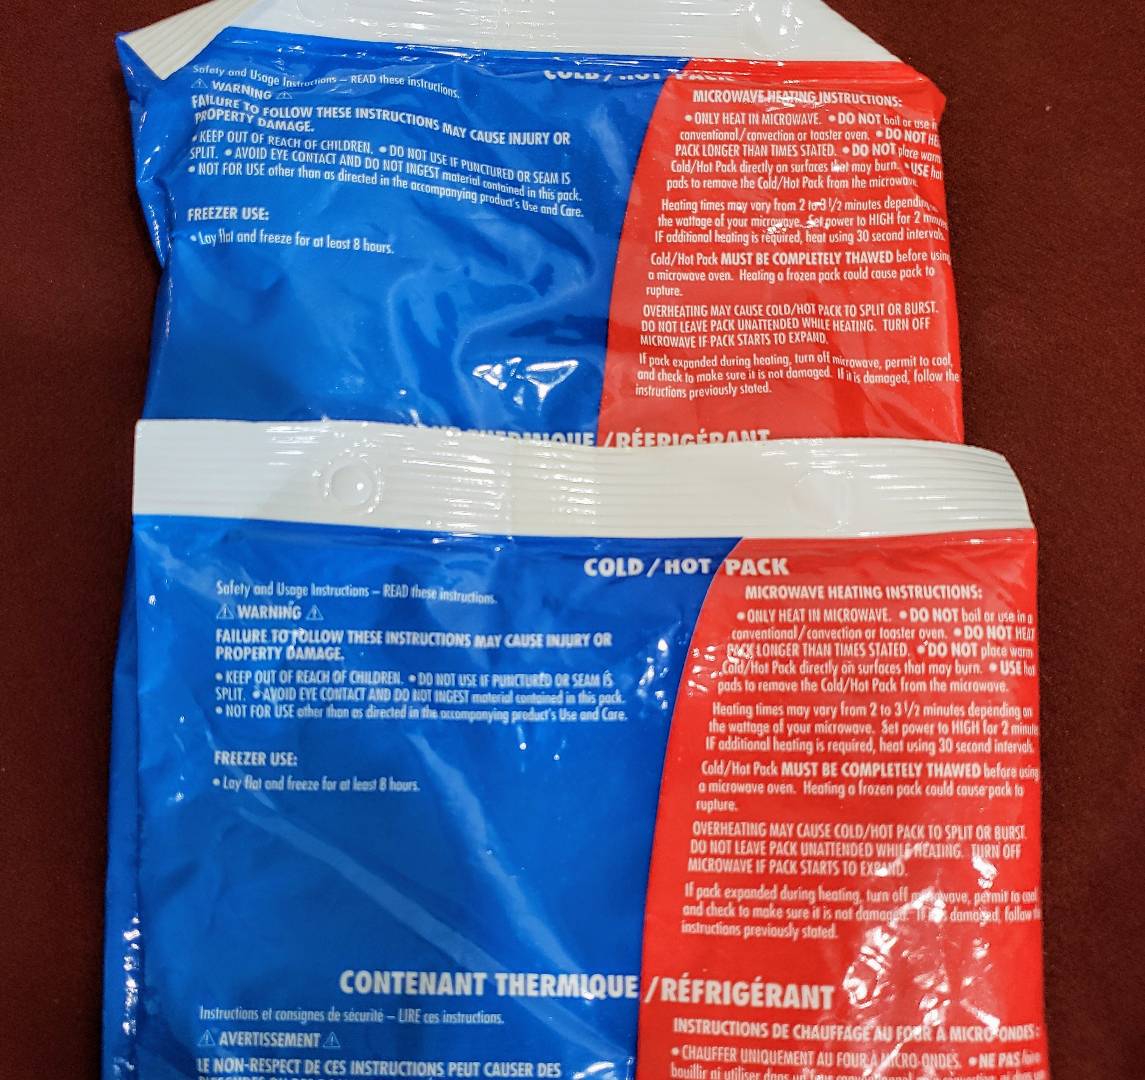 COLD / HOT PACK
Safety and Usage Instructions – READ these instructions.
⚠ WARNING ⚠
FAILURE TO FOLLOW THESE INSTRUCTIONS MAY CAUSE INJURY OR
PROPERTY DAMAGE.
• KEEP OUT OF REACH OF CHILDREN. • DO NOT USE IF PUNCTURED OR SEAM IS
SPLIT. • AVOID EYE CONTACT AND DO NOT INGEST material contained in this pack.
• NOT FOR USE other than as directed in the accompanying product's Use and Care.
FREEZER USE:
• Lay flat and freeze for at least 8 hours.
MICROWAVE HEATING INSTRUCTIONS:
• ONLY HEAT IN MICROWAVE. • DO NOT boil or use in
conventional/convection or toaster oven. • DO NOT
PACK LONGER THAN TIMES STATED. • DO NOT place warm
Cold/Hot Pack directly on surfaces that may burn. • USE hot
pads to remove the Cold/Hot Pack from the microwave.
Heating times may vary from 2 to 3 1/2 minutes depending
the wattage of your microwave. Set power to HIGH for 2
IF additional heating is required, heat using 30 second intervals.
Cold/Hot Pack MUST BE COMPLETELY THAWED before using
a microwave oven. Heating a frozen pack could cause pack to
rupture.
OVERHEATING MAY CAUSE COLD/HOT PACK TO SPLIT OR BURST.
DO NOT LEAVE PACK UNATTENDED WHILE HEATING. TURN OFF
MICROWAVE IF PACK STARTS TO EXPAND.
If pack expanded during heating, turn off microwave, permit to cool,
and check to make sure it is not damaged. If it is damaged, follow the
instructions previously stated.
THERMIQUE / RÉFRIGÉRANT
COLD / HOT PACK
Safety and Usage Instructions – READ these instructions.
⚠ WARNING ⚠
FAILURE TO FOLLOW THESE INSTRUCTIONS MAY CAUSE INJURY OR
PROPERTY DAMAGE.
• KEEP OUT OF REACH OF CHILDREN. • DO NOT USE IF PUNCTURED OR SEAM IS
SPLIT. • AVOID EYE CONTACT AND DO NOT INGEST material contained in this pack.
• NOT FOR USE other than as directed in the accompanying product's Use and Care.
FREEZER USE:
• Lay flat and freeze for at least 8 hours.
MICROWAVE HEATING INSTRUCTIONS:
• ONLY HEAT IN MICROWAVE. • DO NOT boil or use in a
conventional/convection or toaster oven. • DO NOT HEAT
PACK LONGER THAN TIMES STATED. • DO NOT place warm
Cold/Hot Pack directly on surfaces that may burn. • USE hot
pads to remove the Cold/Hot Pack from the microwave.
Heating times may vary from 2 to 3 1/2 minutes depending on
the wattage of your microwave. Set power to HIGH for 2 minute
IF additional heating is required, heat using 30 second intervals.
Cold/Hot Pack MUST BE COMPLETELY THAWED before using
a microwave oven. Heating a frozen pack could cause pack to
rupture.
OVERHEATING MAY CAUSE COLD/HOT PACK TO SPLIT OR BURST.
DO NOT LEAVE PACK UNATTENDED WHILE HEATING. TURN OFF
MICROWAVE IF PACK STARTS TO EXPAND.
If pack expanded during heating, turn off microwave, permit to cool
and check to make sure it is not damaged. If it is damaged, follow
instructions previously stated.
CONTENANT THERMIQUE / RÉFRIGÉRANT
Instructions et consignes de sécurité – LIRE ces instructions.
⚠ AVERTISSEMENT ⚠
LE NON-RESPECT DE CES INSTRUCTIONS PEUT CAUSER DES
INSTRUCTIONS DE CHAUFFAGE AU FOUR À MICRO-ONDES :
• CHAUFFER UNIQUEMENT AU FOUR À MICRO-ONDES. • NE PAS faire
bouillir ni utiliser dans un four